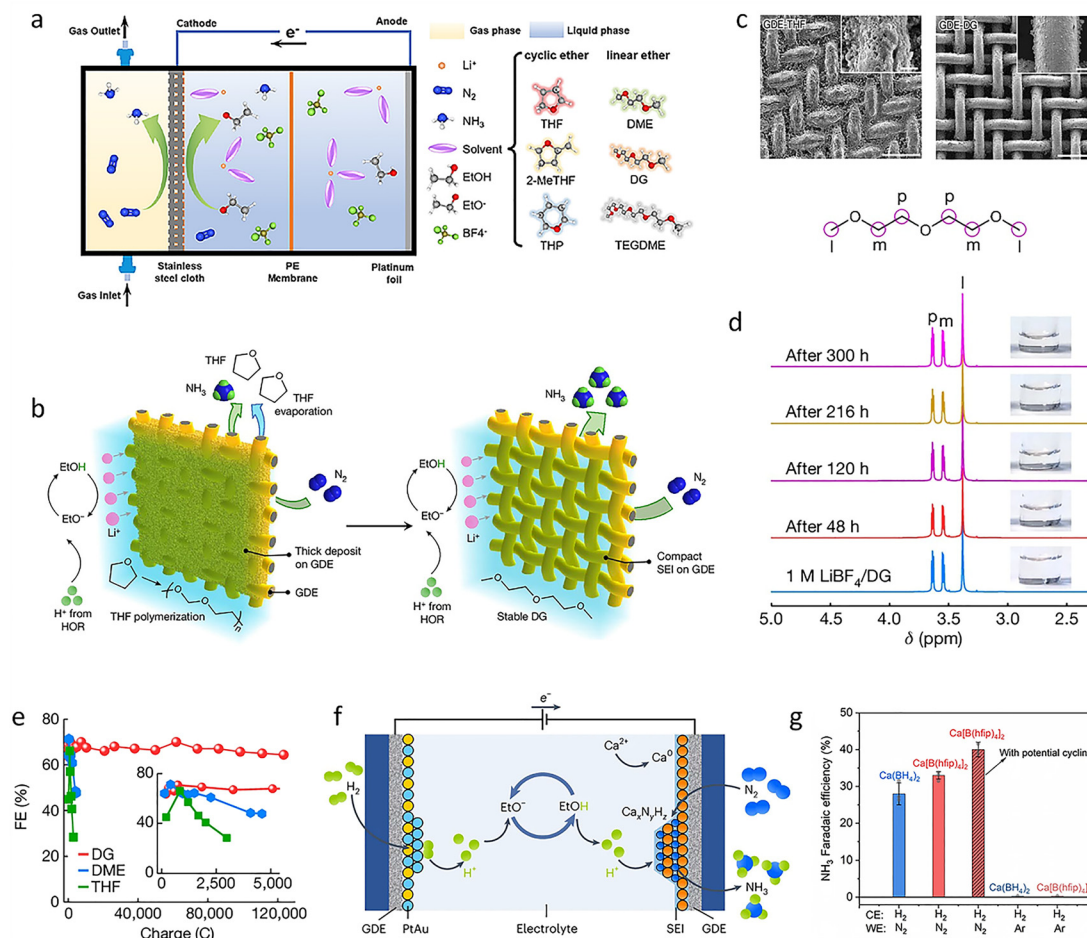 a
Gas Outlet
Cathode
Anode
e-
Gas Inlet
Stainless
steel cloth
PE
Membrane
Platinum
foil
Gas phase
Liquid phase
Li⁺
N₂
NH₃
Solvent
EtOH
EtO⁻
BF4⁻
cyclic ether
linear ether
THF
DME
2-MeTHF
DG
THP
TEGDME
b
THF
NH₃
THF
evaporation
EtOH
EtO⁻
Li⁺
N₂
H⁺ from
HOR
THF polymerization
O
O
O
n
Thick deposit
on GDE
GDE
NH₃
N₂
EtOH
EtO⁻
Li⁺
H⁺ from
HOR
Compact
SEI on GDE
Stable DG
c
GDE-THF
GDE-DG
p p
O O O
l m m l
d
l
p m
After 300 h
After 216 h
After 120 h
After 48 h
1 M LiBF₄/DG
5.0 4.5 4.0 3.5 3.0 2.5
δ (ppm)
e
FE (%)
80
60
40
20
0
80
40
0
0 2,500 5,000
DG
DME
THF
0 40,000 80,000 120,000
Charge (C)
f
e⁻
H₂
H⁺
EtO⁻
EtOH
H⁺
Ca²⁺
Ca⁰
N₂
CaₓNᵧH_z
NH₃
GDE PtAu Electrolyte SEI GDE
g
NH₃ Faradaic efficiency (%)
50
40
30
20
10
0
Ca(BH₄)₂
Ca[B(hfip)₄]₂
Ca[B(hfip)₄]₂
With potential cycling
Ca(BH₄)₂
Ca[B(hfip)₄]₂
CE: H₂ H₂ H₂ H₂ H₂
WE: N₂ N₂ N₂ Ar Ar